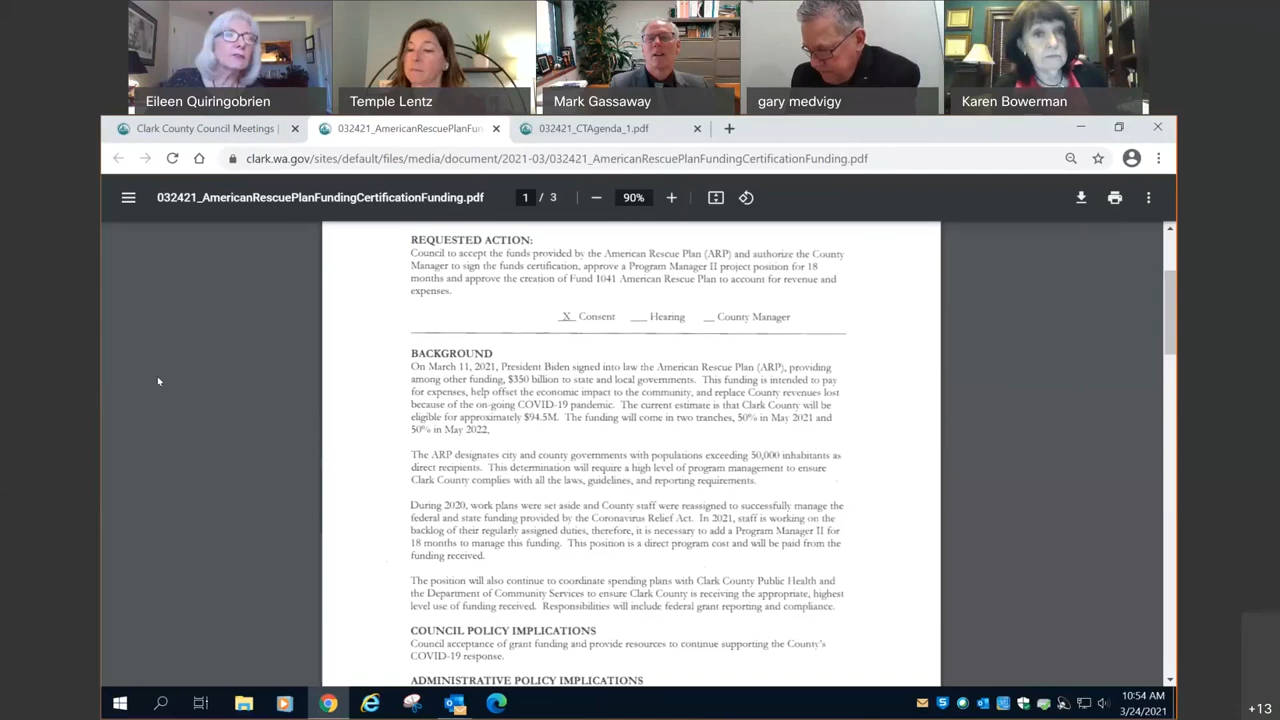 Eileen Quiringobrien
Temple Lentz
Mark Gassaway
gary medvigy
Karen Bowerman
Clark County Council Meetings |
032421_AmericanRescuePlanFun
032421_CTAgenda_1.pdf
clark.wa.gov/sites/default/files/media/document/2021-03/032421_AmericanRescuePlanFundingCertificationFunding.pdf
032421_AmericanRescuePlanFundingCertificationFunding.pdf
1 / 3
90%
REQUESTED ACTION:
Council to accept the funds provided by the American Rescue Plan (ARP) and authorize the County
Manager to sign the funds certification, approve a Program Manager II project position for 18
months and approve the creation of Fund 1041 American Rescue Plan to account for revenue and
expenses.
_X_ Consent ___ Hearing __ County Manager
BACKGROUND
On March 11, 2021, President Biden signed into law the American Rescue Plan (ARP), providing
among other funding, $350 billion to state and local governments. This funding is intended to pay
for expenses, help offset the economic impact to the community, and replace County revenues lost
because of the on-going COVID-19 pandemic. The current estimate is that Clark County will be
eligible for approximately $94.5M. The funding will come in two tranches, 50% in May 2021 and
50% in May 2022,
The ARP designates city and county governments with populations exceeding 50,000 inhabitants as
direct recipients. This determination will require a high level of program management to ensure
Clark County complies with all the laws, guidelines, and reporting requirements.
During 2020, work plans were set aside and County staff were reassigned to successfully manage the
federal and state funding provided by the Coronavirus Relief Act. In 2021, staff is working on the
backlog of their regularly assigned duties, therefore, it is necessary to add a Program Manager II for
18 months to manage this funding. This position is a direct program cost and will be paid from the
funding received.
The position will also continue to coordinate spending plans with Clark County Public Health and
the Department of Community Services to ensure Clark County is receiving the appropriate, highest
level use of funding received. Responsibilities will include federal grant reporting and compliance.
COUNCIL POLICY IMPLICATIONS
Council acceptance of grant funding and provide resources to continue supporting the County's
COVID-19 response.
ADMINISTRATIVE POLICY IMPLICATIONS
10:54 AM
3/24/2021
+13